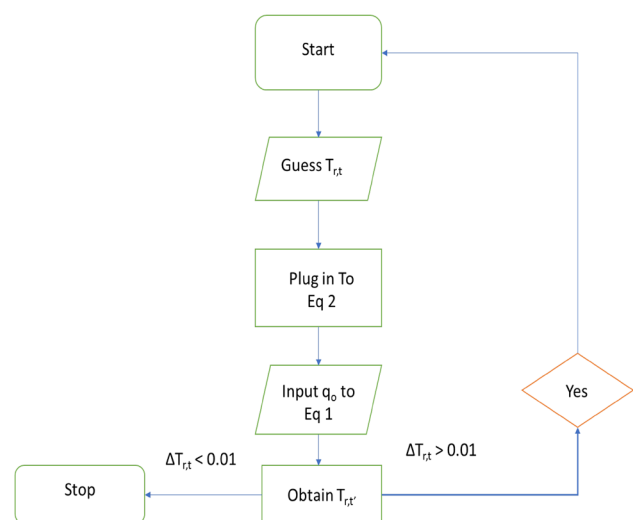 Start
Guess Tr,t
Plug in To
Eq 2
Input qo to
Eq 1
Yes
ΔTr,t < 0.01
ΔTr,t > 0.01
Stop
Obtain Tr,t'